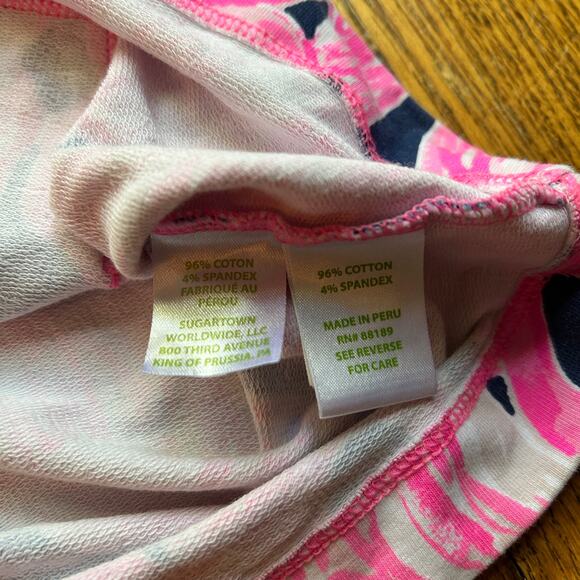 96% COTON
4% SPANDEX
FABRIQUÉ AU
PÉROU
SUGARTOWN
WORLDWIDE, LLC
800 THIRD AVENUE
KING OF PRUSSIA, PA
96% COTTON
4% SPANDEX
MADE IN PERU
RN# 88189
SEE REVERSE
FOR CARE